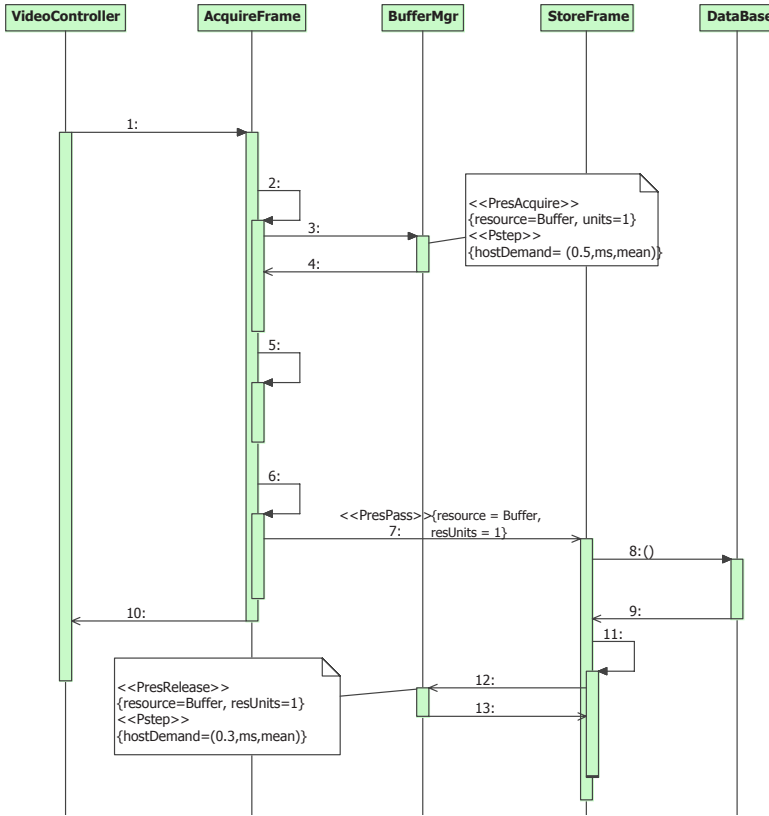 VideoController AcquireFrame BufferMgr StoreFrame DataBase
1:
2:
<<PresAcquire>>
{resource=Buffer, units=1}
<<Pstep>>
{hostDemand= (0.5,ms,mean)}
3:
4:
5:
6:
<<PresPass>>{resource = Buffer,
7: resUnits = 1}
8:()
9:
10:
11:
12:
<<PresRelease>>
{resource=Buffer, resUnits=1}
<<Pstep>>
{hostDemand=(0.3,ms,mean)}
13: